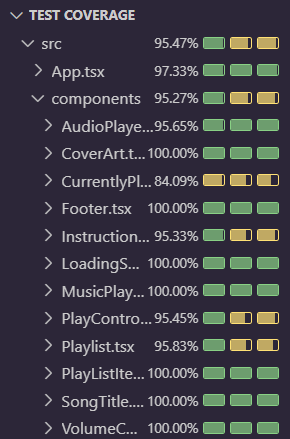 TEST COVERAGE
src 95.47%
App.tsx 97.33%
components 95.27%
AudioPlaye... 95.65%
CoverArt.t... 100.00%
CurrentlyPl... 84.09%
Footer.tsx 100.00%
Instruction... 95.33%
LoadingS... 100.00%
MusicPlay... 100.00%
PlayContro... 95.45%
Playlist.tsx 95.83%
PlayListIte... 100.00%
SongTitle.... 100.00%
VolumeC... 100.00%